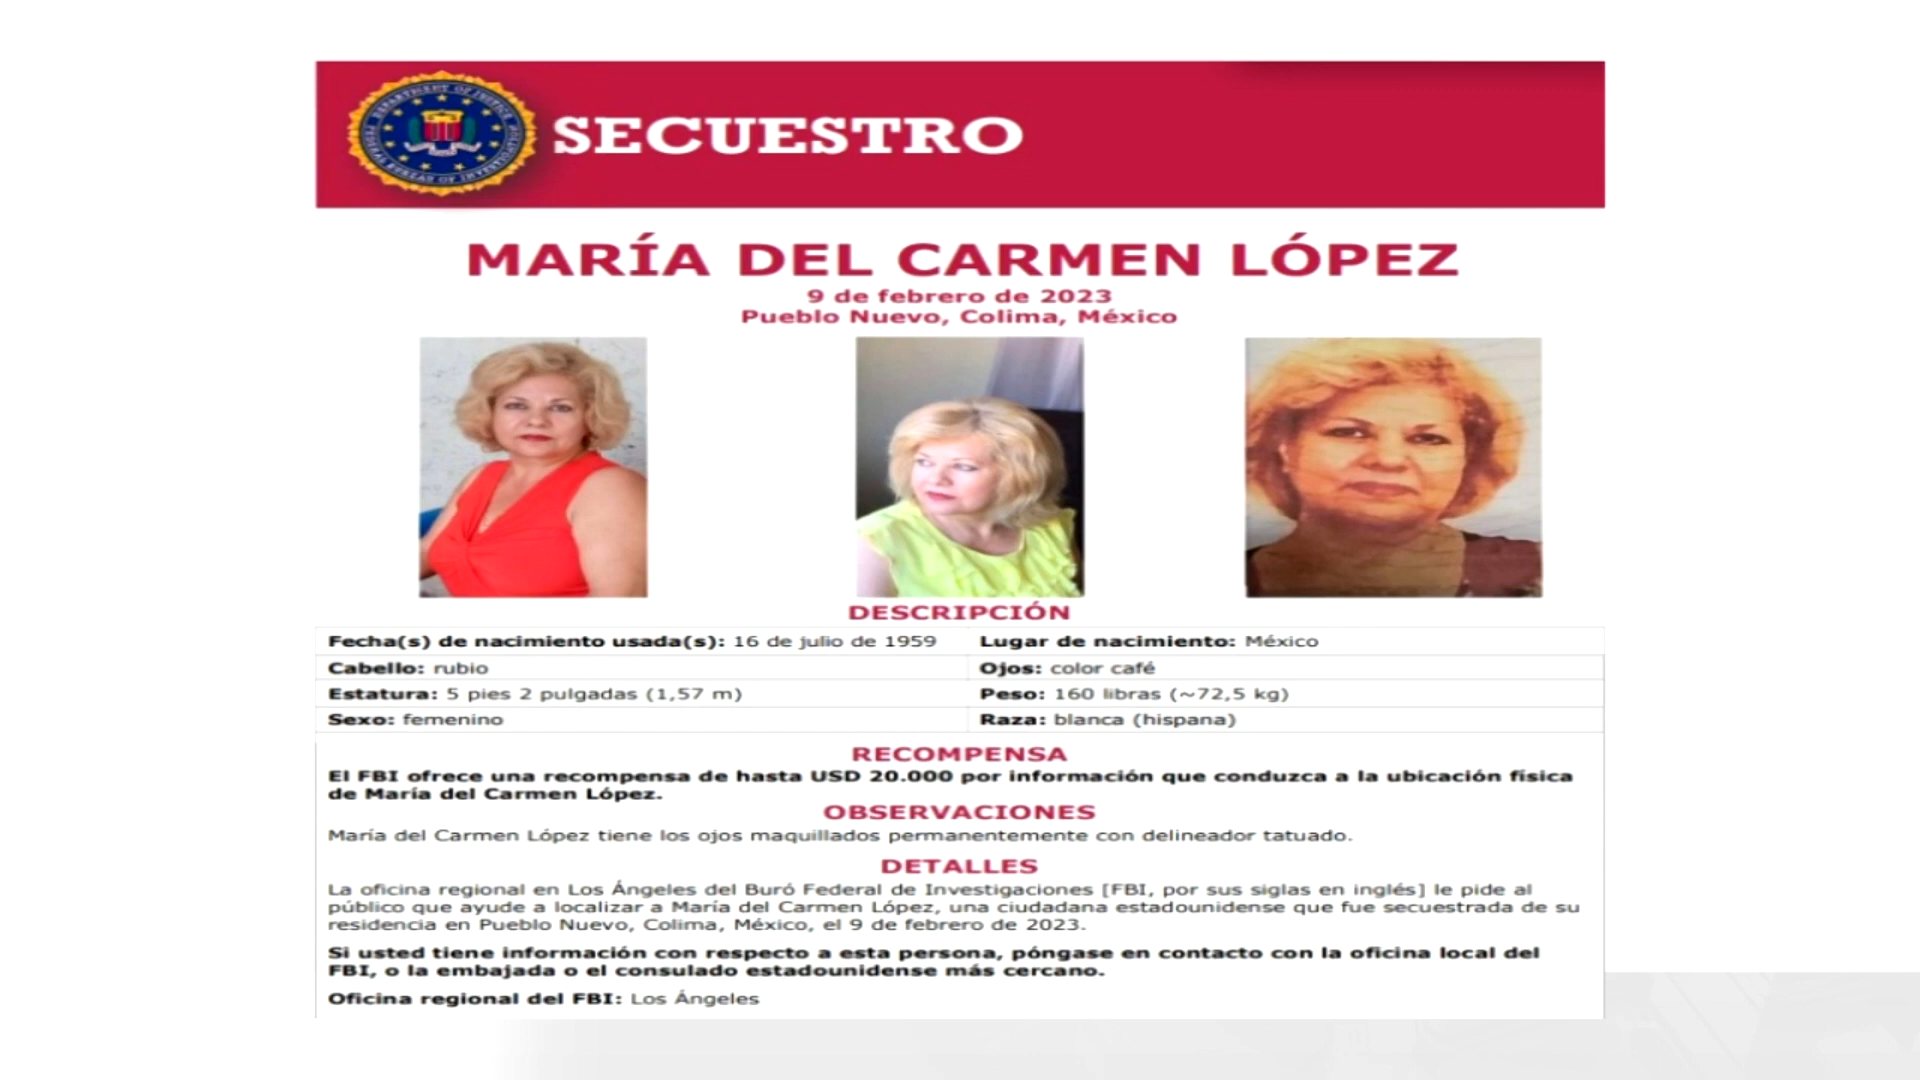 SECUESTRO
MARÍA DEL CARMEN LÓPEZ
9 de febrero de 2023
Pueblo Nuevo, Colima, México
DESCRIPCIÓN
Fecha(s) de nacimiento usada(s): 16 de julio de 1959 Lugar de nacimiento: México
Cabello: rubio Ojos: color café
Estatura: 5 pies 2 pulgadas (1,57 m) Peso: 160 libras (~72,5 kg)
Sexo: femenino Raza: blanca (hispana)
RECOMPENSA
El FBI ofrece una recompensa de hasta USD 20.000 por información que conduzca a la ubicación física
de María del Carmen López.
OBSERVACIONES
María del Carmen López tiene los ojos maquillados permanentemente con delineador tatuado.
DETALLES
La oficina regional en Los Ángeles del Buró Federal de Investigaciones [FBI, por sus siglas en inglés] le pide al
público que ayude a localizar a María del Carmen López, una ciudadana estadounidense que fue secuestrada de su
residencia en Pueblo Nuevo, Colima, México, el 9 de febrero de 2023.
Si usted tiene información con respecto a esta persona, póngase en contacto con la oficina local del
FBI, o la embajada o el consulado estadounidense más cercano.
Oficina regional del FBI: Los Ángeles